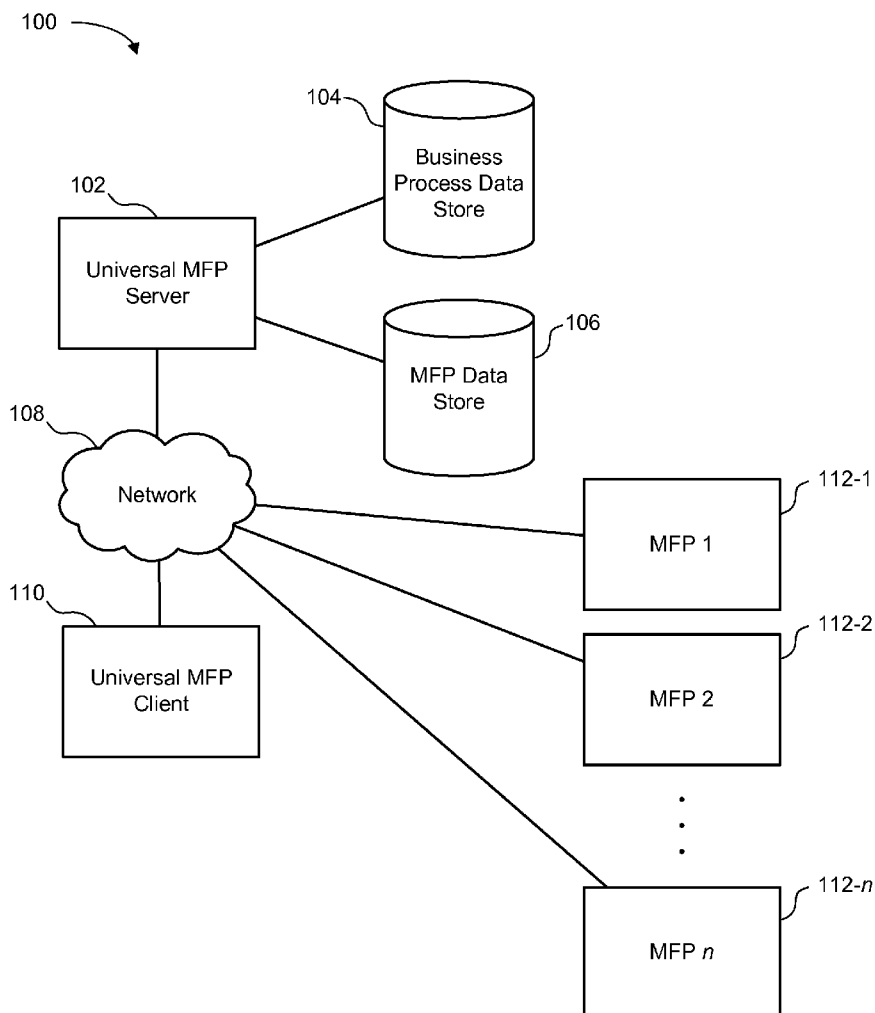 100
104
Business
Process Data
Store
102
Universal MFP
Server
106
MFP Data
Store
108
Network
112-1
MFP 1
110
112-2
Universal MFP
Client
MFP 2
112-n
MFP n